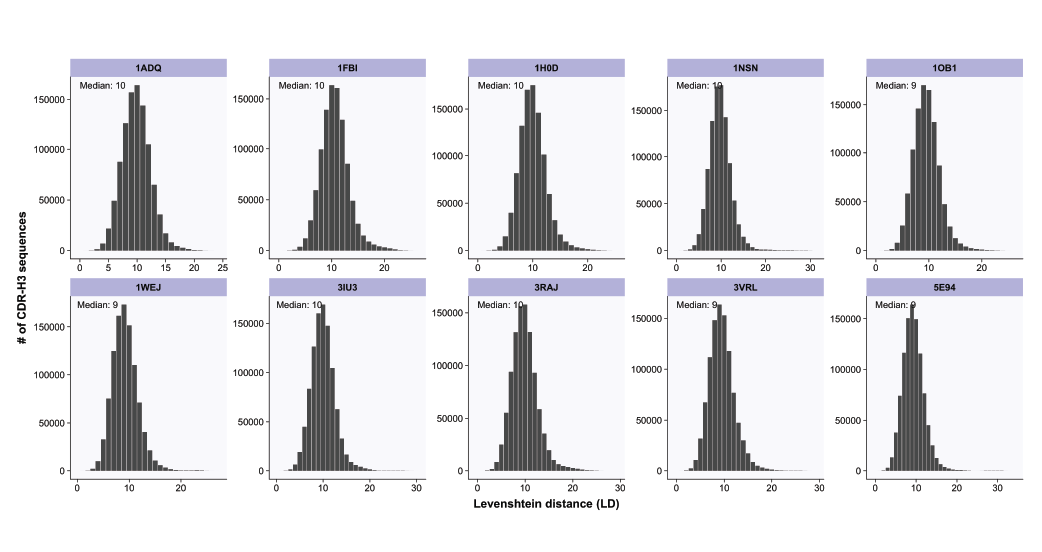 1ADQ 1FBI 1H0D 1NSN 1OB1
Median: 10 Median: 10 Median: 10 Median: 10 Median: 9
150000 150000 150000 150000 150000
100000 100000 100000 100000 100000
50000 50000 50000 50000 50000
0 0 0 0 0
0 5 10 15 20 25 0 10 20 0 10 20 0 10 20 30 0 10 20
# of CDR-H3 sequences
1WEJ 3IU3 3RAJ 3VRL 5E94
Median: 9 Median: 10 Median: 10 Median: 9 Median: 9
150000 150000 150000 150000 150000
100000 100000 100000 100000 100000
50000 50000 50000 50000 50000
0 0 0 0 0
0 10 20 0 10 20 30 0 10 20 30 0 10 20 30 0 10 20 30
Levenshtein distance (LD)